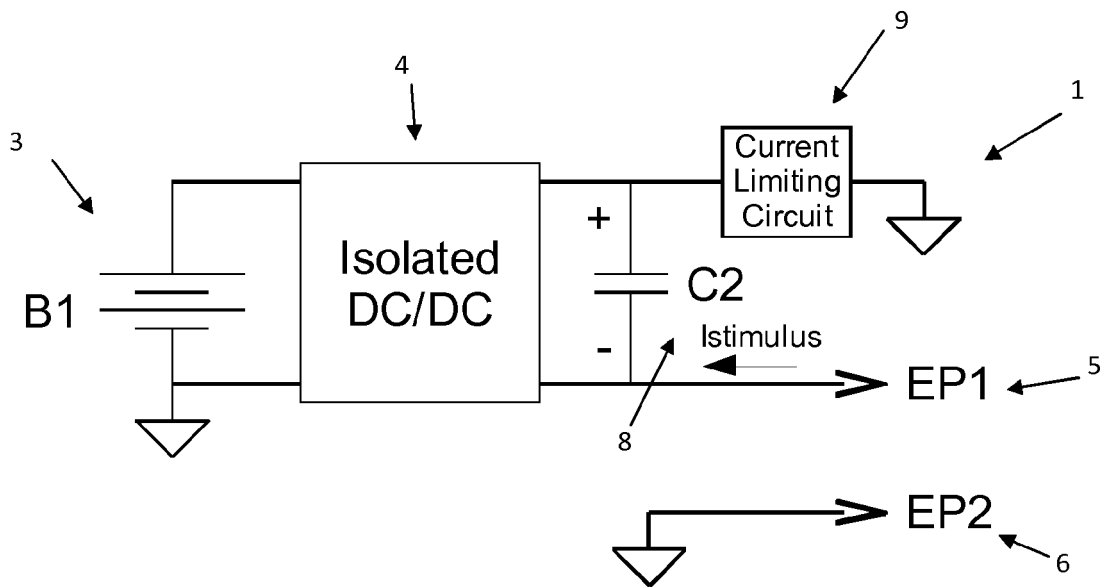 9
4
1
3
Current
Limiting
Circuit
+
Isolated
DC/DC
B1
C2
-
Istimulus
EP1
5
8
EP2
6